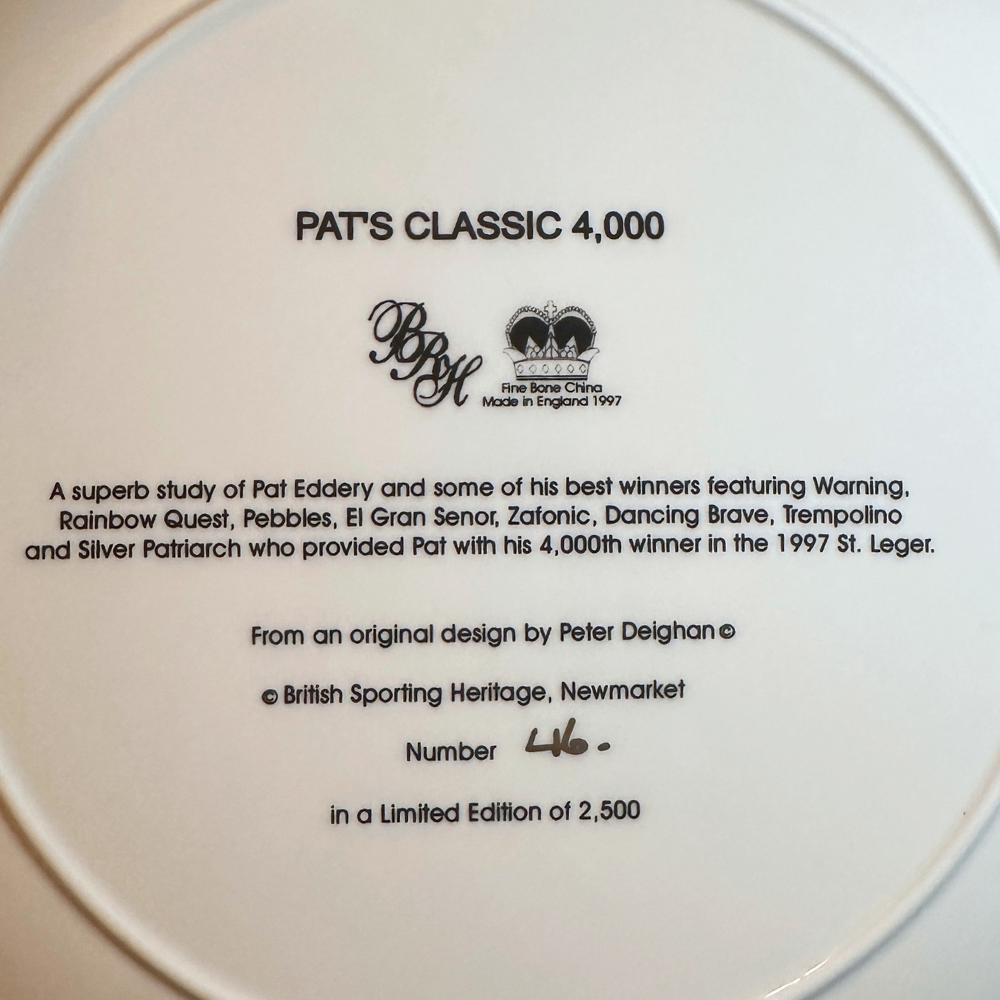 PAT'S CLASSIC 4,000
BRH
Fine Bone China
Made in England 1997
A superb study of Pat Eddery and some of his best winners featuring Warning,
Rainbow Quest, Pebbles, El Gran Senor, Zafonic, Dancing Brave, Trempolino
and Silver Patriarch who provided Pat with his 4,000th winner in the 1997 St. Leger.
From an original design by Peter Deighan©
© British Sporting Heritage, Newmarket
Number 46.
in a Limited Edition of 2,500